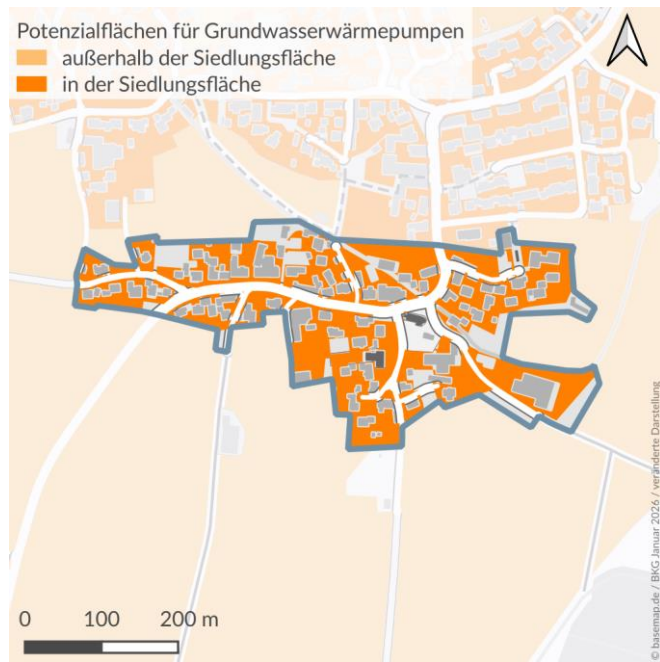 Potenzialflächen für Grundwasserwärmepumpen
außerhalb der Siedlungsfläche
in der Siedlungsfläche
0 100 200 m
© basemap.de / BKG Januar 2026 / veränderte Darstellung